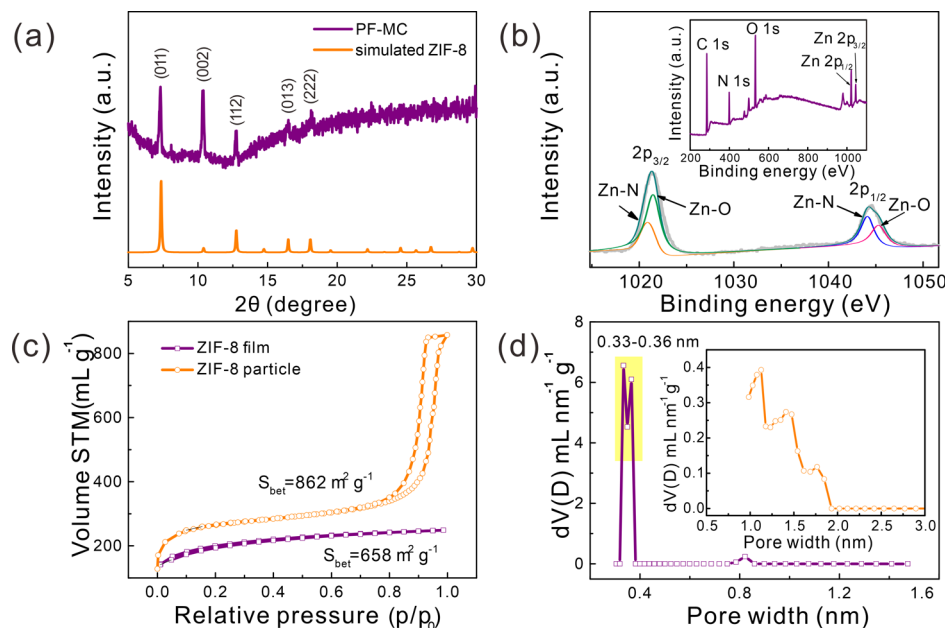 (a)
PF-MC
simulated ZIF-8
(011)
(002)
(112)
(013)
(222)
Intensity (a.u.)
5 10 15 20 25 30
2θ (degree)
(b)
C 1s
N 1s
O 1s
Zn 2p3/2
Zn 2p1/2
Intensity (a.u.)
200 400 600 800 1000
Binding energy (eV)
2p3/2
Zn-N
Zn-O
2p1/2
Zn-N
Zn-O
Intensity (a.u.)
1020 1030 1040 1050
Binding energy (eV)
(c)
ZIF-8 film
ZIF-8 particle
Sbet=862 m² g⁻¹
Sbet=658 m² g⁻¹
Volume STM(mL g⁻¹)
800
600
400
200
0.0 0.2 0.4 0.6 0.8 1.0
Relative pressure (p/p0)
(d)
0.33-0.36 nm
dV(D) mL nm⁻¹ g⁻¹
8
6
4
2
0
0.4 0.8 1.2 1.6
Pore width (nm)
dV(D) mL nm⁻¹g⁻¹
0.4
0.3
0.2
0.1
0.0
0.5 1.0 1.5 2.0 2.5 3.0
Pore width (nm)